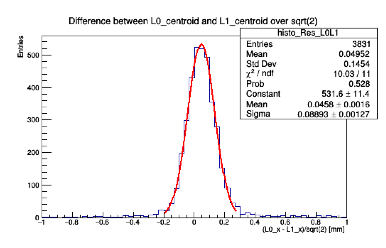 Difference between L0_centroid and L1_centroid over sqrt(2)
histo_Res_L0L1
Entries 3831
Mean 0.04952
Std Dev 0.1454
χ² / ndf 10.03 / 11
Prob 0.528
Constant 531.6 ± 11.4
Mean 0.0458 ± 0.0016
Sigma 0.08893 ± 0.00127
Entries
500
400
300
200
100
0
-1 -0.8 -0.6 -0.4 -0.2 0 0.2 0.4 0.6 0.8 1
(L0_x - L1_x)/sqrt(2) [mm]